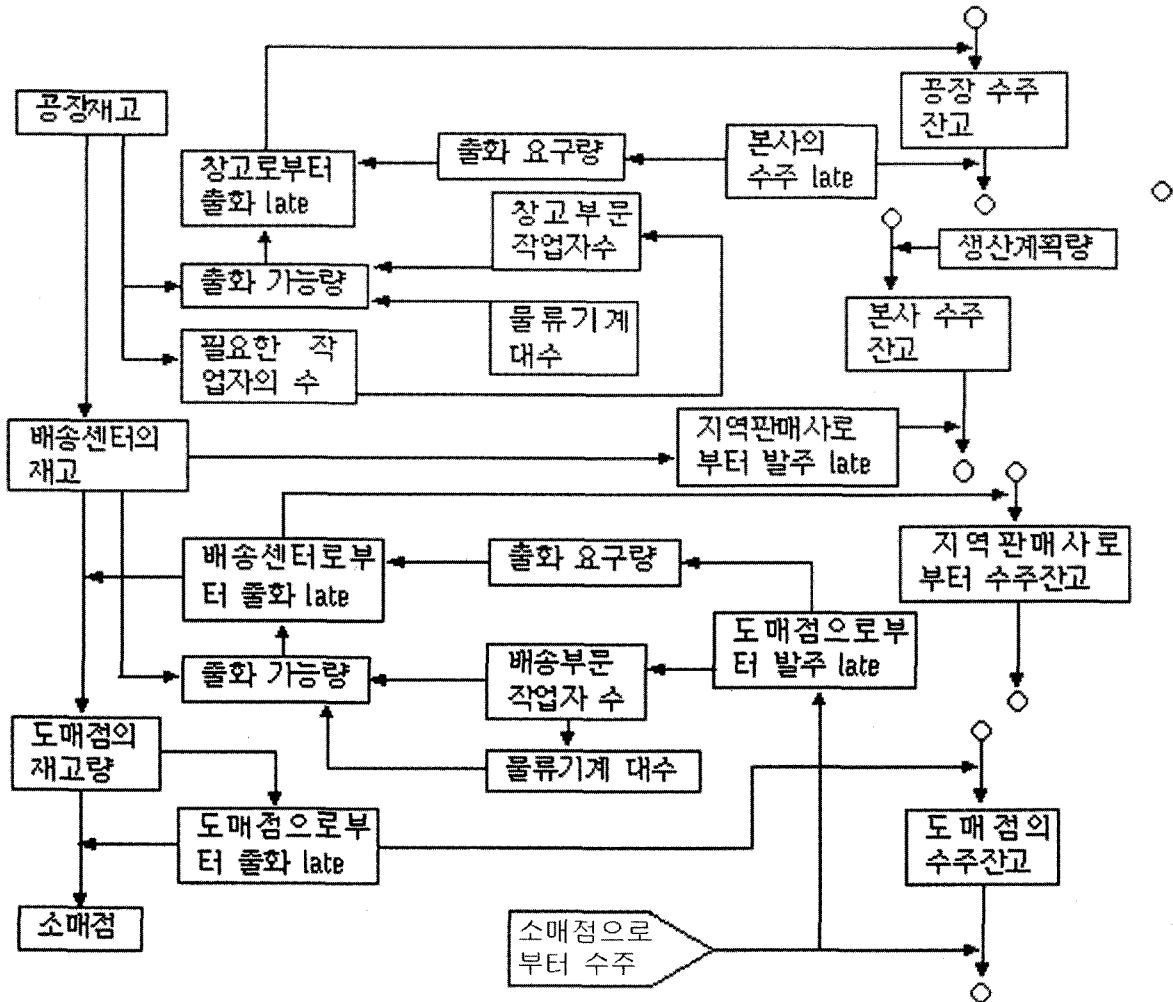 공장재고
공장 수주
잔고
창고로부터
출화 late
출화 요구량
본사의
수주 late
창고부문
작업자수
출화 가능량
물류기계
대수
생산계획량
본사 수주
잔고
필요한 작
업자의 수
배송센터의
재고
지역판매사로
부터 발주 late
배송센터로부
터 출화 late
출화 요구량
지역판매사로
부터 수주잔고
도매점으로부
터 발주 late
출화 가능량
배송부문
작업자 수
도매점의
재고량
물류기계 대수
도매점으로부
터 출화 late
도매점의
수주잔고
소매점
소매점으로
부터 수주